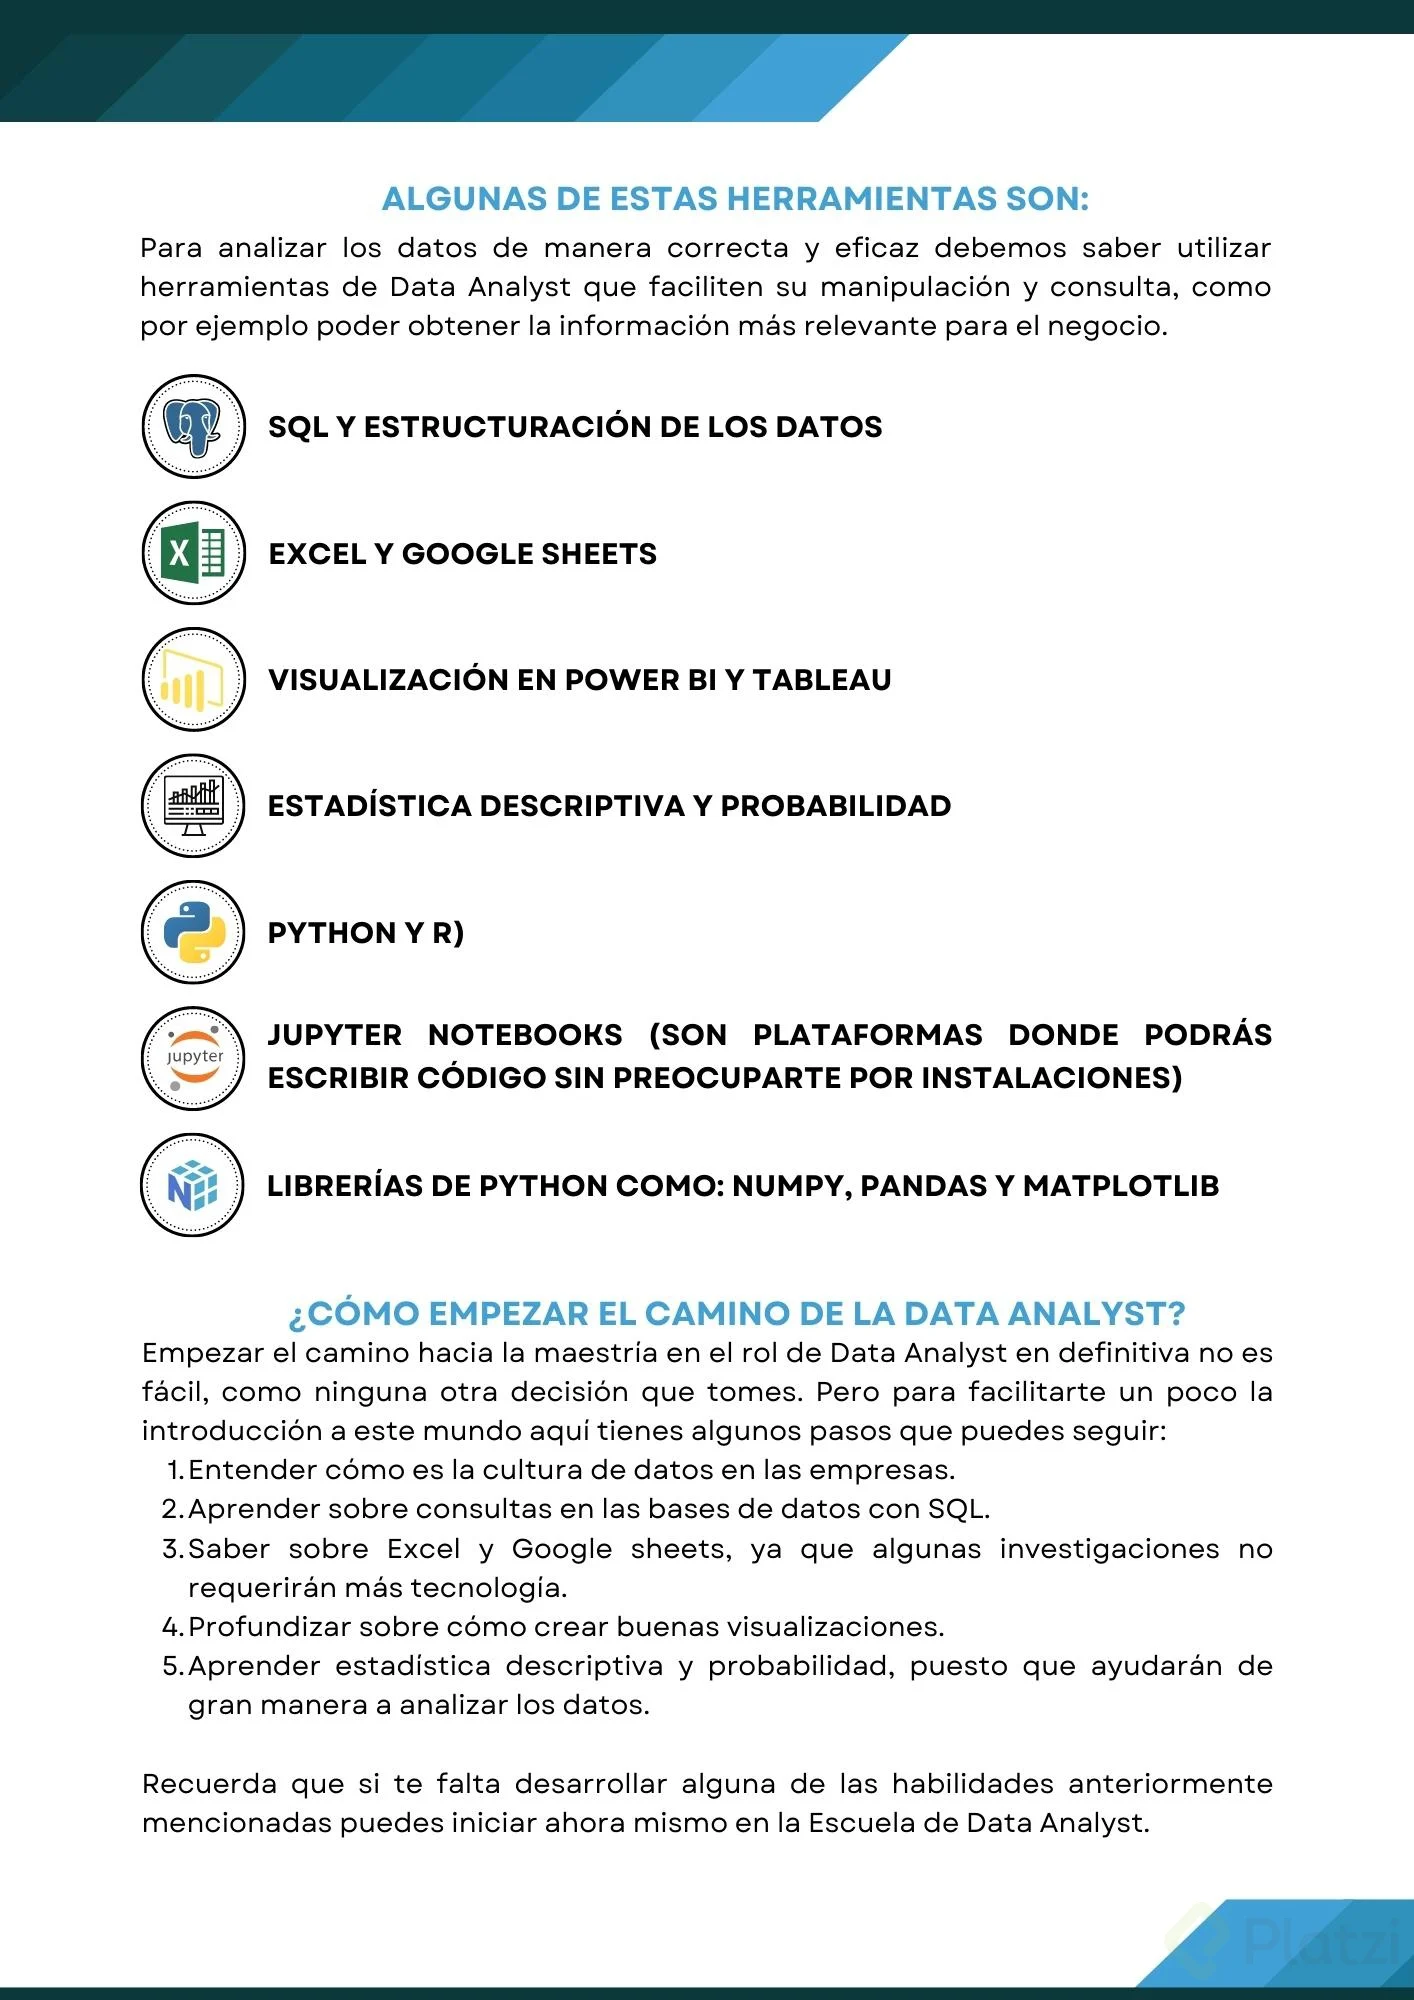 ALGUNAS DE ESTAS HERRAMIENTAS SON:
Para analizar los datos de manera correcta y eficaz debemos saber utilizar
herramientas de Data Analyst que faciliten su manipulación y consulta, como
por ejemplo poder obtener la información más relevante para el negocio.
SQL Y ESTRUCTURACIÓN DE LOS DATOS
X
EXCEL Y GOOGLE SHEETS
VISUALIZACIÓN EN POWER BI Y TABLEAU
ESTADÍSTICA DESCRIPTIVA Y PROBABILIDAD
PYTHON Y R)
jupyter
JUPYTER NOTEBOOKS (SON PLATAFORMAS DONDE PODRÁS
ESCRIBIR CÓDIGO SIN PREOCUPARTE POR INSTALACIONES)
N
LIBRERÍAS DE PYTHON COMO: NUMPY, PANDAS Y MATPLOTLIB
¿CÓMO EMPEZAR EL CAMINO DE LA DATA ANALYST?
Empezar el camino hacia la maestría en el rol de Data Analyst en definitiva no es
fácil, como ninguna otra decisión que tomes. Pero para facilitarte un poco la
introducción a este mundo aquí tienes algunos pasos que puedes seguir:
1. Entender cómo es la cultura de datos en las empresas.
2. Aprender sobre consultas en las bases de datos con SQL.
3. Saber sobre Excel y Google sheets, ya que algunas investigaciones no
requerirán más tecnología.
4. Profundizar sobre cómo crear buenas visualizaciones.
5. Aprender estadística descriptiva y probabilidad, puesto que ayudarán de
gran manera a analizar los datos.
Recuerda que si te falta desarrollar alguna de las habilidades anteriormente
mencionadas puedes iniciar ahora mismo en la Escuela de Data Analyst.
Platzi